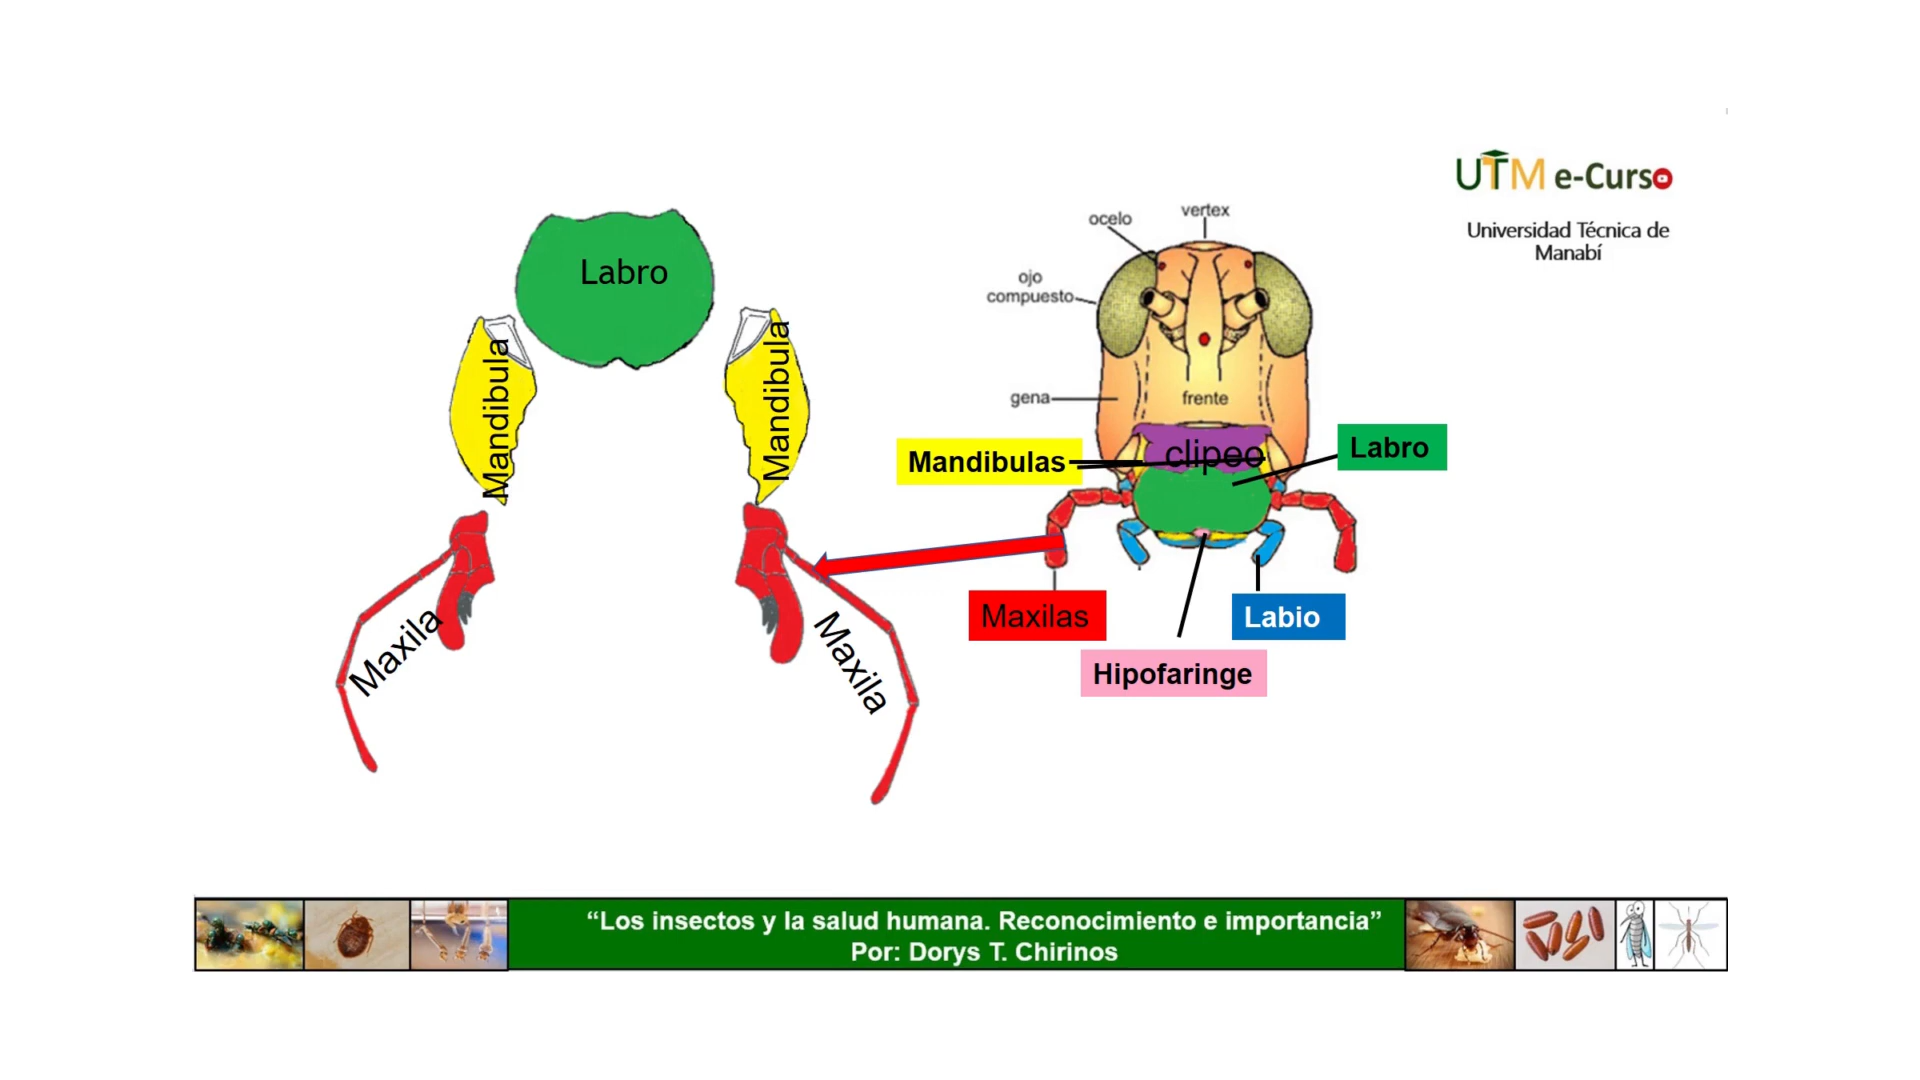 UTM e-Curso
Universidad Técnica de
Manabí
Labro
Mandibula
Mandibula
Maxila
Maxila
ocelo
vertex
ojo
compuesto
gena
frente
clipeo
Mandibulas
Labro
Maxilas
Labio
Hipofaringe
“Los insectos y la salud humana. Reconocimiento e importancia”
Por: Dorys T. Chirinos